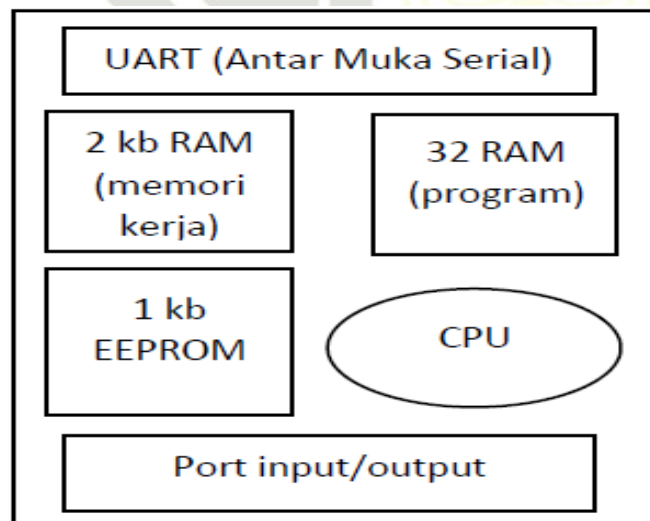 UART (Antar Muka Serial)
2 kb RAM
(memori
kerja)
32 RAM
(program)
1 kb
EEPROM
CPU
Port input/output